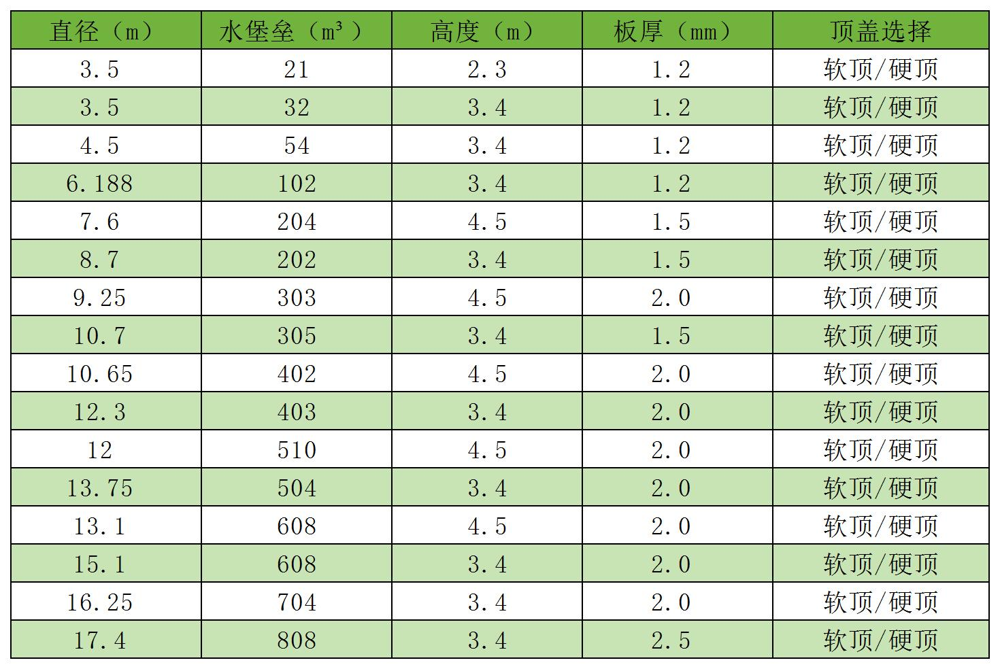 直径（m） 水堡垒（m³） 高度（m） 板厚（mm） 顶盖选择
3.5 21 2.3 1.2 软顶/硬顶
3.5 32 3.4 1.2 软顶/硬顶
4.5 54 3.4 1.2 软顶/硬顶
6.188 102 3.4 1.2 软顶/硬顶
7.6 204 4.5 1.5 软顶/硬顶
8.7 202 3.4 1.5 软顶/硬顶
9.25 303 4.5 2.0 软顶/硬顶
10.7 305 3.4 1.5 软顶/硬顶
10.65 402 4.5 2.0 软顶/硬顶
12.3 403 3.4 2.0 软顶/硬顶
12 510 4.5 2.0 软顶/硬顶
13.75 504 3.4 2.0 软顶/硬顶
13.1 608 4.5 2.0 软顶/硬顶
15.1 608 3.4 2.0 软顶/硬顶
16.25 704 3.4 2.0 软顶/硬顶
17.4 808 3.4 2.5 软顶/硬顶